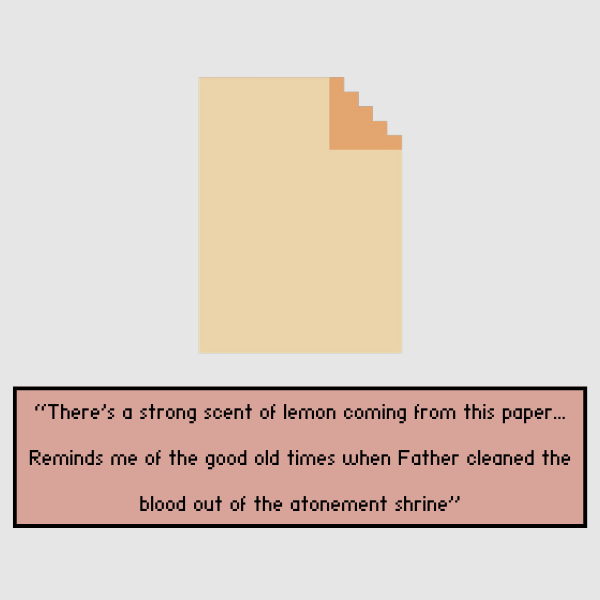 “There's a strong scent of lemon coming from this paper...
Reminds me of the good old times when Father cleaned the
blood out of the atonement shrine”